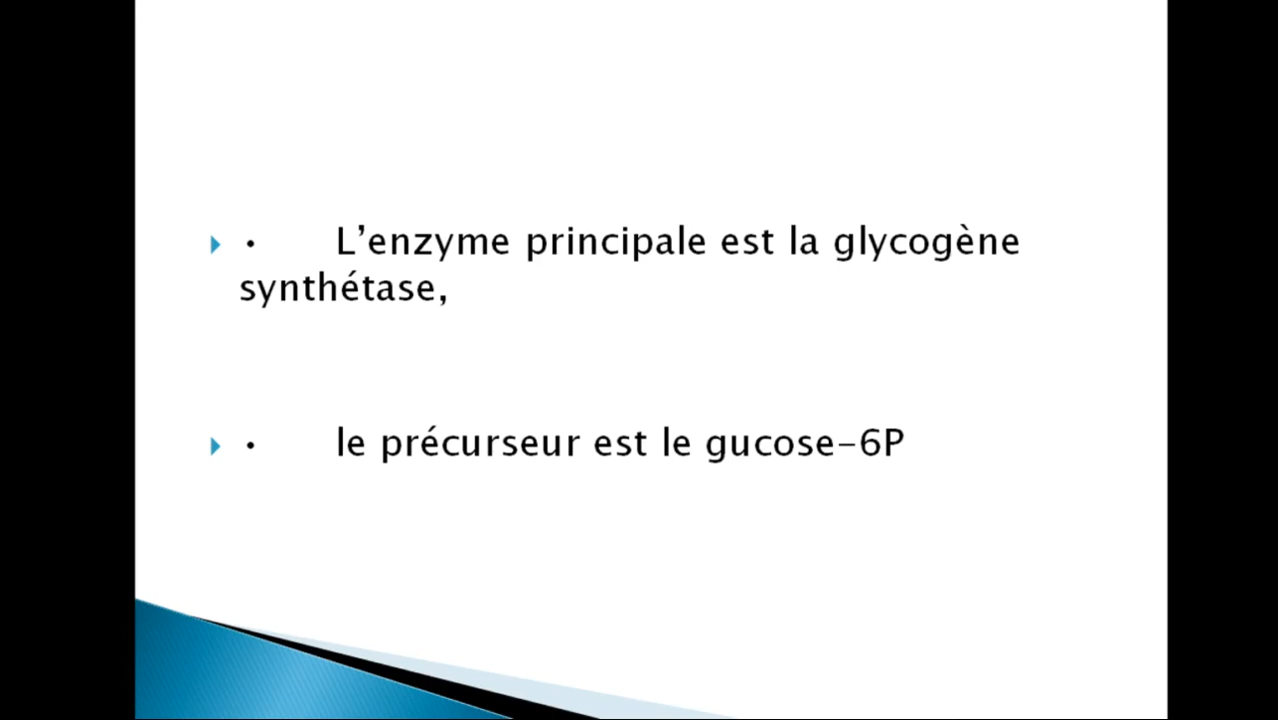 • L’enzyme principale est la glycogène
synthétase,
• le précurseur est le gucose-6P